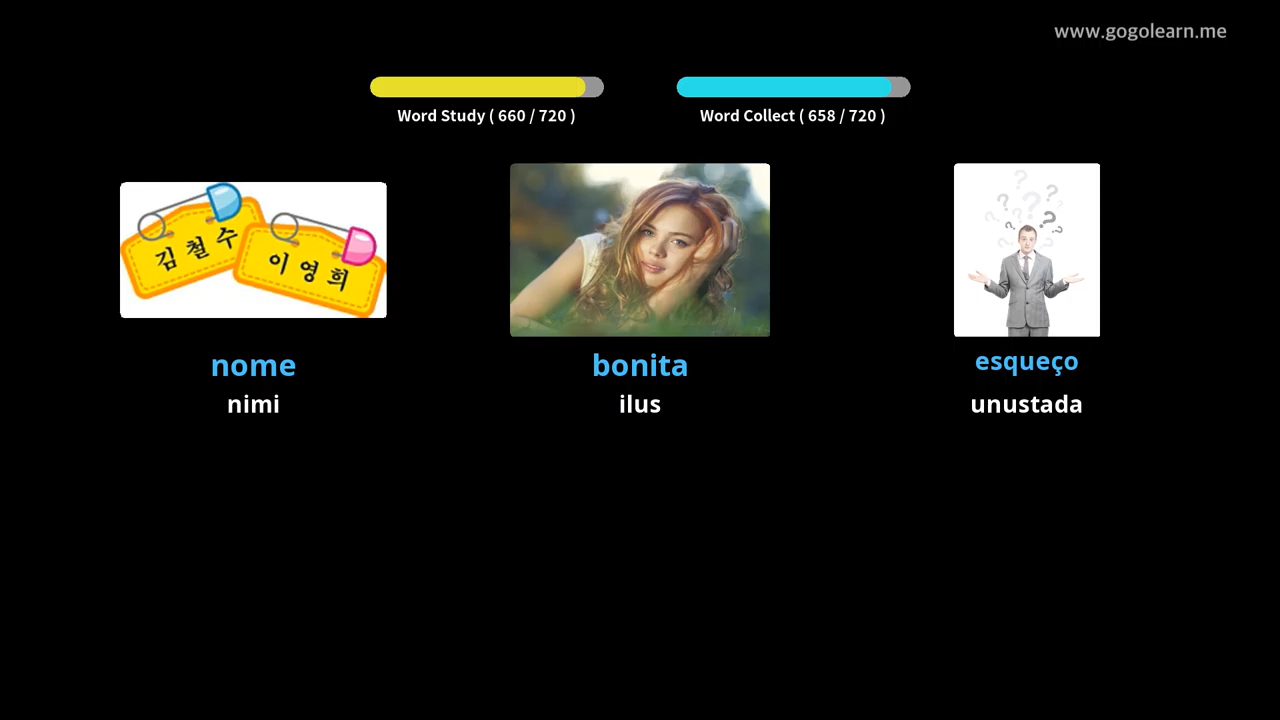 www.gogolearn.me
Word Study ( 660 / 720 )
Word Collect ( 658 / 720 )
김철수
이영희
nome
bonita
esqueço
nimi
ilus
unustada